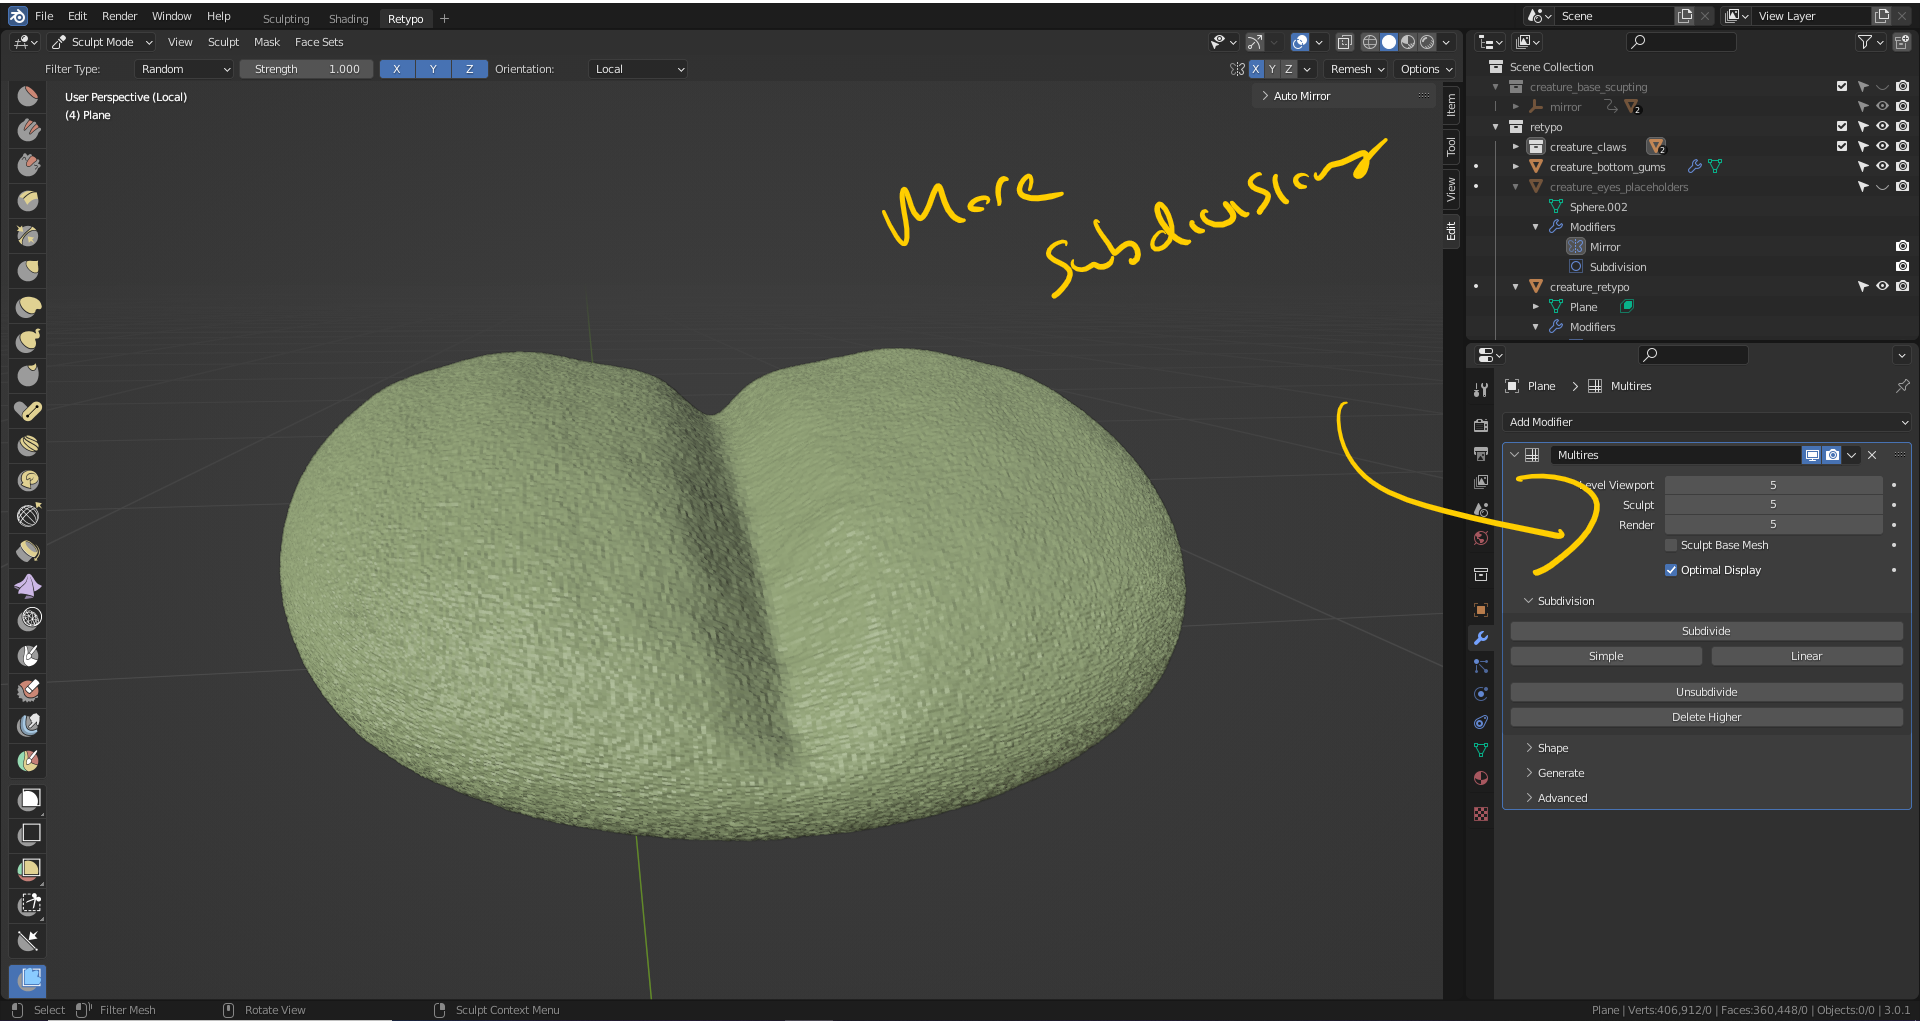 File Edit Render Window Help Sculpting Shading Retypo +
Scene View Layer
Sculpt Mode View Sculpt Mask Face Sets
Filter Type: Random Strength 1.000 X Y Z Orientation: Local X Y Z Remesh Options
User Perspective (Local)
(4) Plane
Auto Mirror
Item
Tool
View
Edit
More
Scene Collection
creature_base_scupting
mirror 2
retypo
creature_claws 2
creature_bottom_gums
creature_eyes_placeholders
Sphere.002
Modifiers
Mirror
Subdivision
creature_retypo
Plane
Modifiers
Plane > Multires
Add Modifier
Multires
Level Viewport 5
Sculpt 5
Render 5
Sculpt Base Mesh
Optimal Display
Subdivision
Subdivide
Simple Linear
Unsubdivide
Delete Higher
Shape
Generate
Advanced
Select Filter Mesh Rotate View Sculpt Context Menu
Plane | Verts:406,912/0 | Faces:360,448/0 | Objects:0/0 | 3.0.1